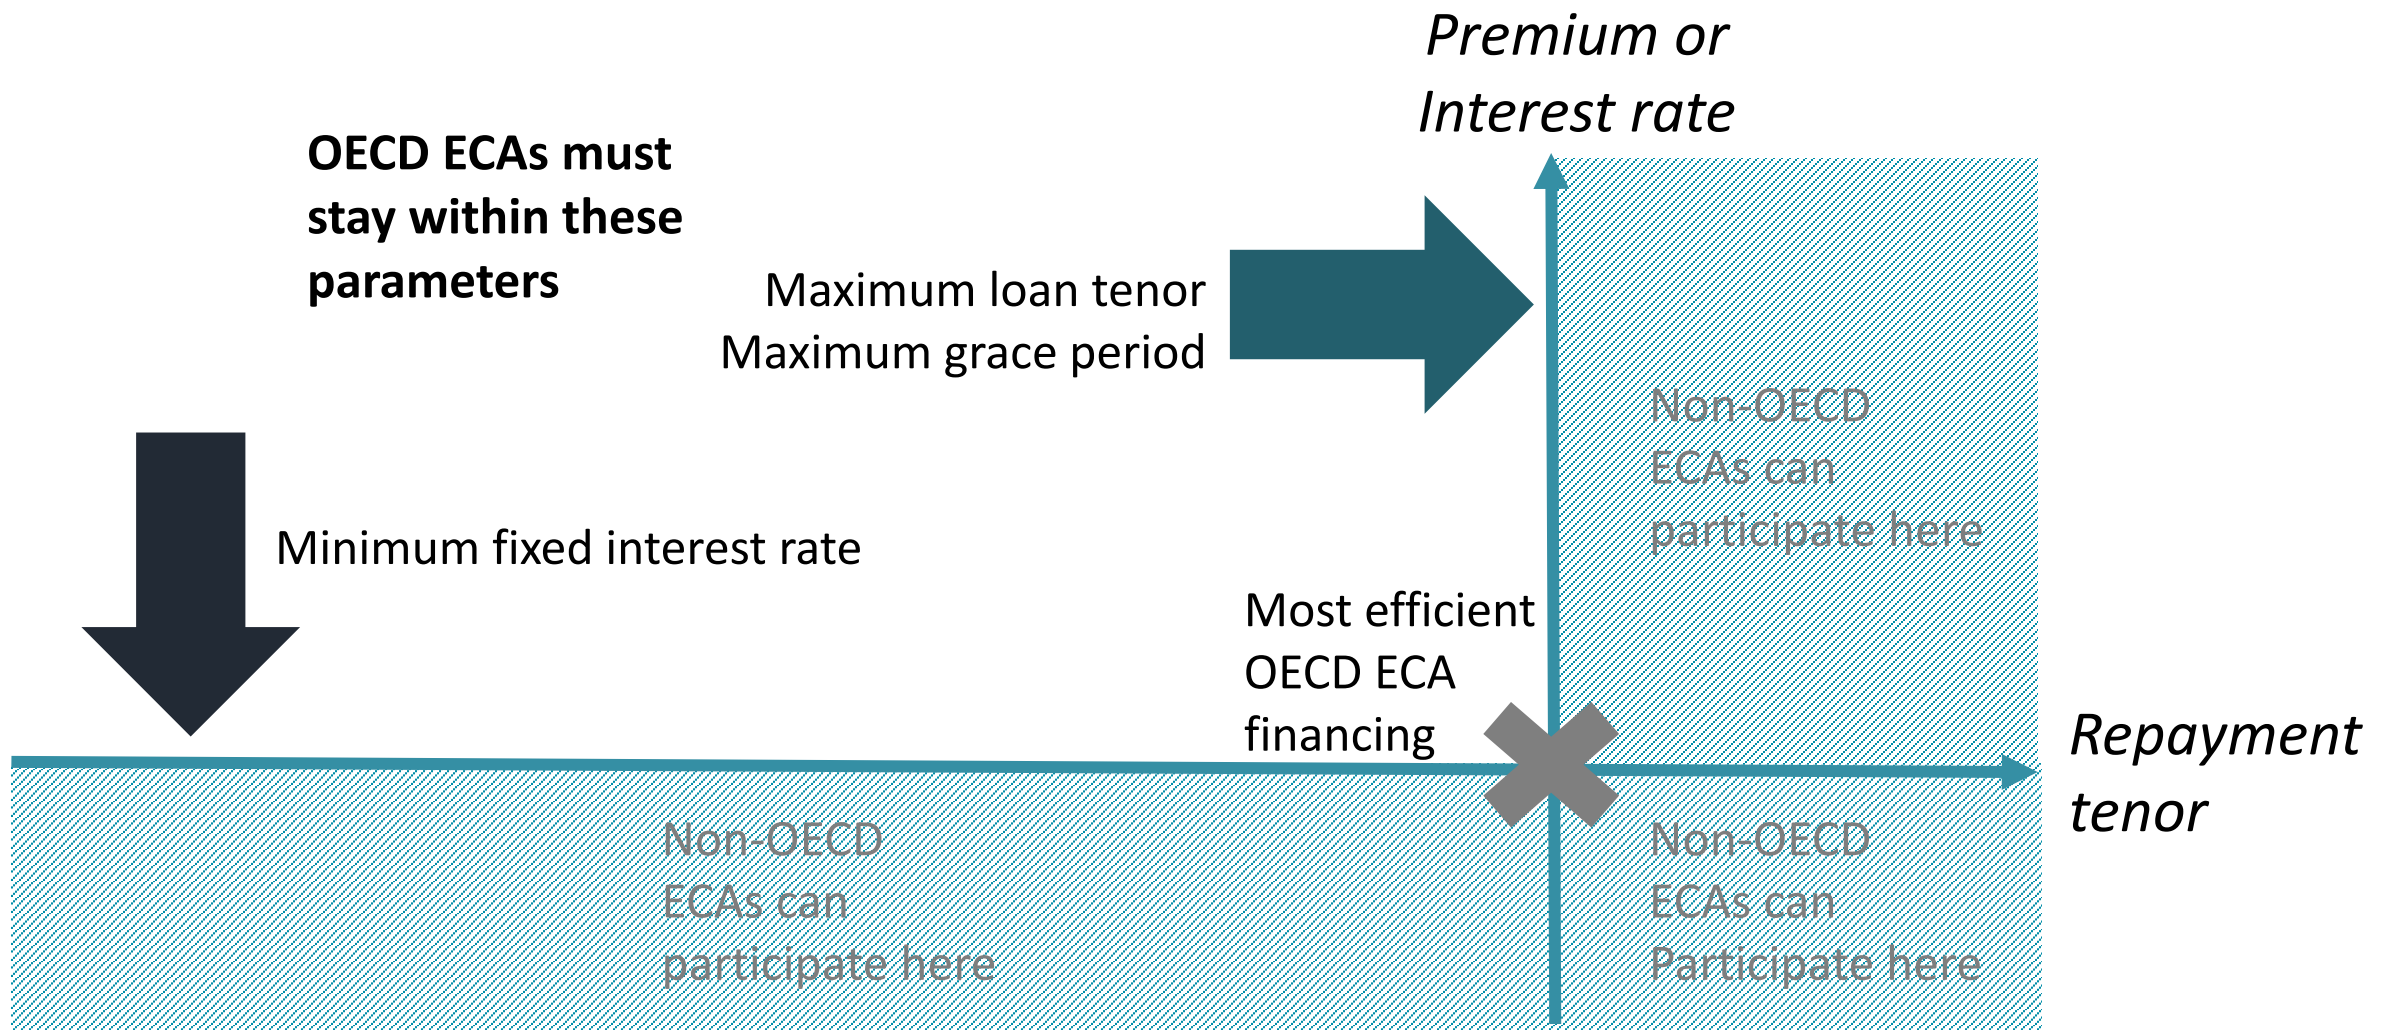 Premium or
Interest rate
OECD ECAs must
stay within these
parameters
Maximum loan tenor
Maximum grace period
Non-OECD
ECAs can
participate here
Minimum fixed interest rate
Most efficient
OECD ECA
financing
Repayment
tenor
Non-OECD
ECAs can
participate here
Non-OECD
ECAs can
Participate here